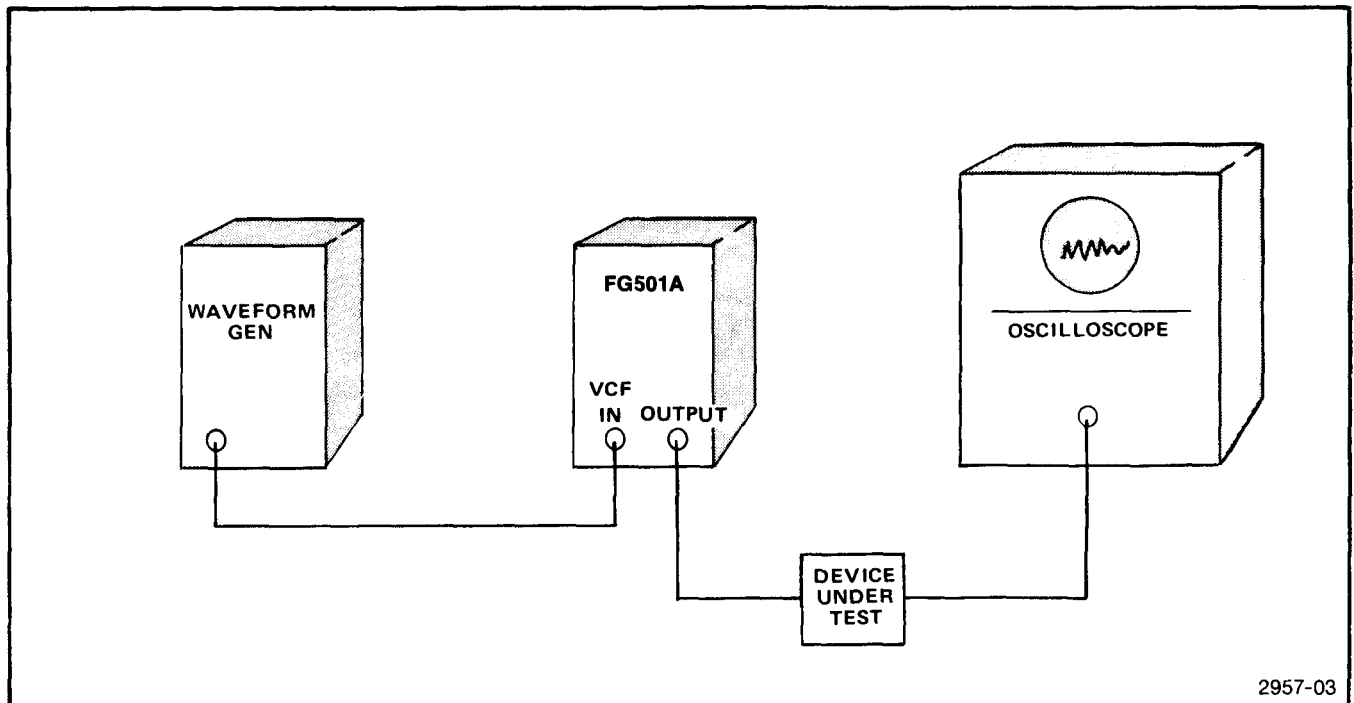 WAVEFORM
GEN
FG501A
VCF
IN OUTPUT
OSCILLOSCOPE
DEVICE
UNDER
TEST
2957-03